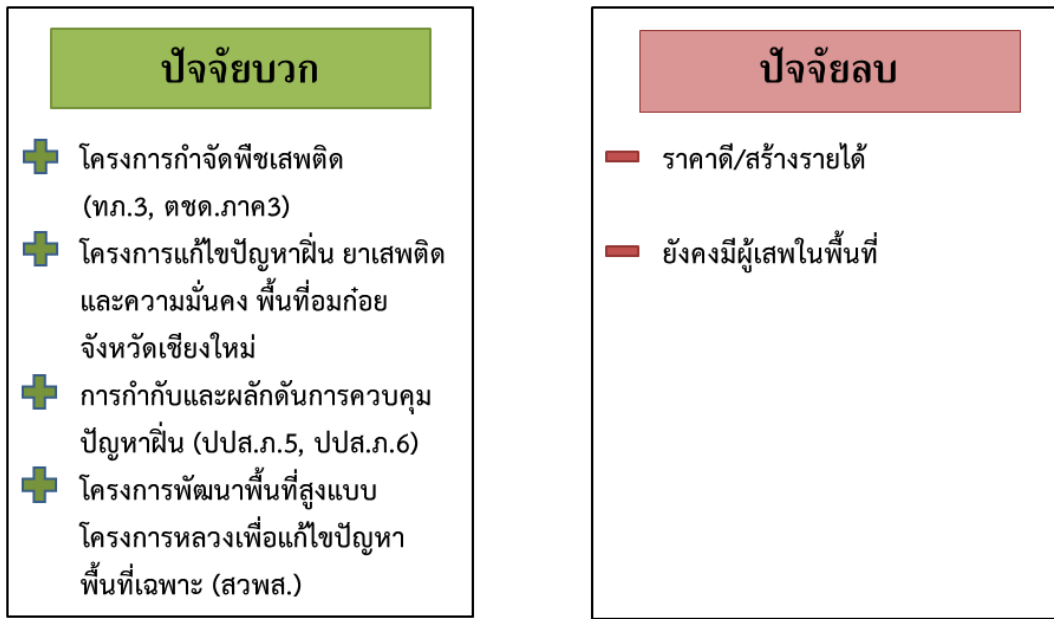 ปัจจัยบวก
โครงการกำจัดพืชเสพติด
(ทภ.3, ตชด.ภาค3)
โครงการแก้ไขปัญหาฝิ่น ยาเสพติด
และความมั่นคง พื้นที่อมก๋อย
จังหวัดเชียงใหม่
การกำกับและผลักดันการควบคุม
ปัญหาฝิ่น (ปปส.ภ.5, ปปส.ภ.6)
โครงการพัฒนาพื้นที่สูงแบบ
โครงการหลวงเพื่อแก้ไขปัญหา
พื้นที่เฉพาะ (สวพส.)
ปัจจัยลบ
ราคาดี/สร้างรายได้
ยังคงมีผู้เสพในพื้นที่